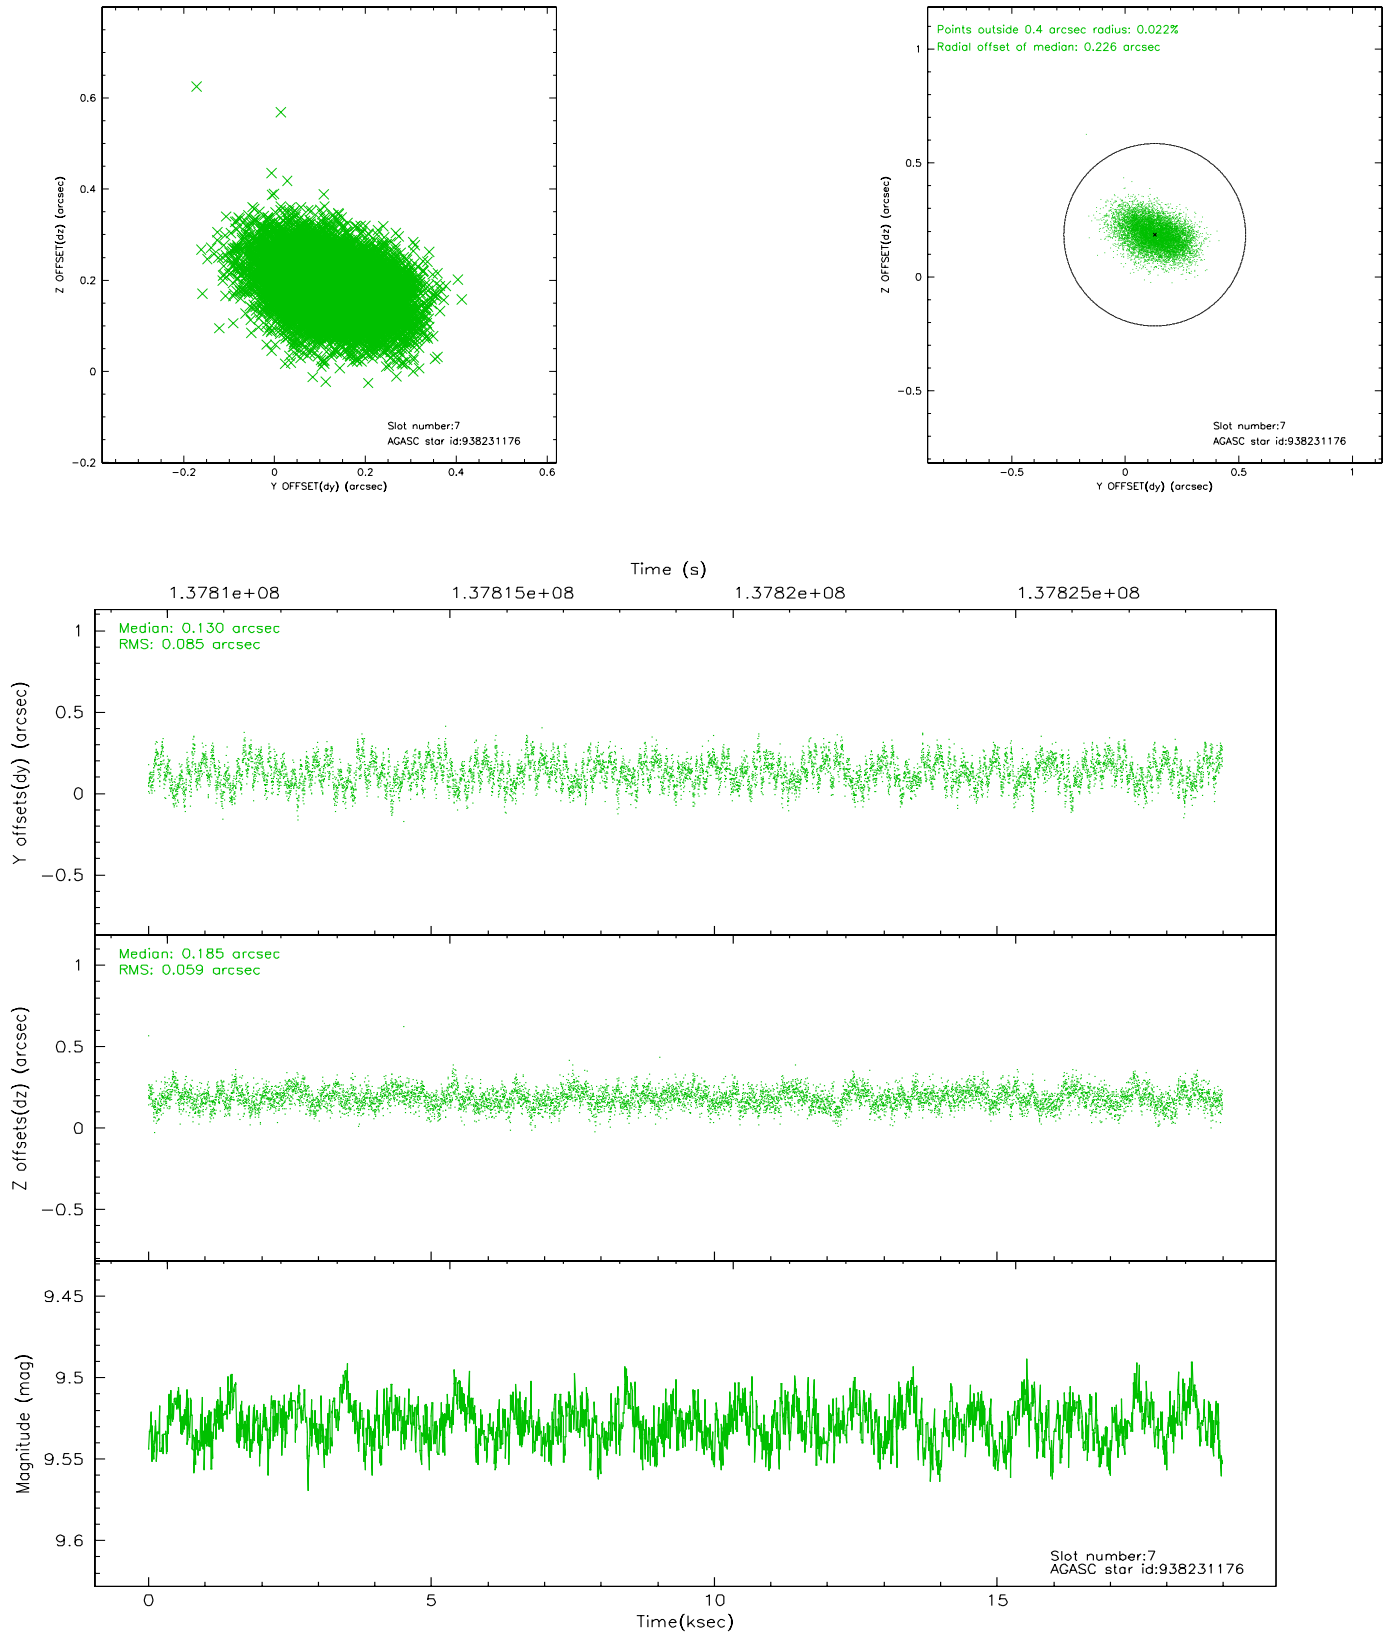 0.6
0.4
0.2
0
−0.2
Z OFFSET(dz) (arcsec)
Slot number:7
AGASC star id:938231176
−0.2 0 0.2 0.4 0.6
Y OFFSET(dy) (arcsec)
Points outside 0.4 arcsec radius: 0.022%
Radial offset of median: 0.226 arcsec
1
0.5
0
−0.5
Z OFFSET(dz) (arcsec)
Slot number:7
AGASC star id:938231176
−0.5 0 0.5 1
Y OFFSET(dy) (arcsec)
Time (s)
1.3781e+08 1.37815e+08 1.3782e+08 1.37825e+08
Median: 0.130 arcsec
RMS: 0.085 arcsec
1
0.5
0
−0.5
Y offsets(dy) (arcsec)
Median: 0.185 arcsec
RMS: 0.059 arcsec
1
0.5
0
−0.5
Z offsets(dz) (arcsec)
9.45
9.5
9.55
9.6
Magnitude (mag)
Slot number:7
AGASC star id:938231176
0 5 10 15
Time(ksec)